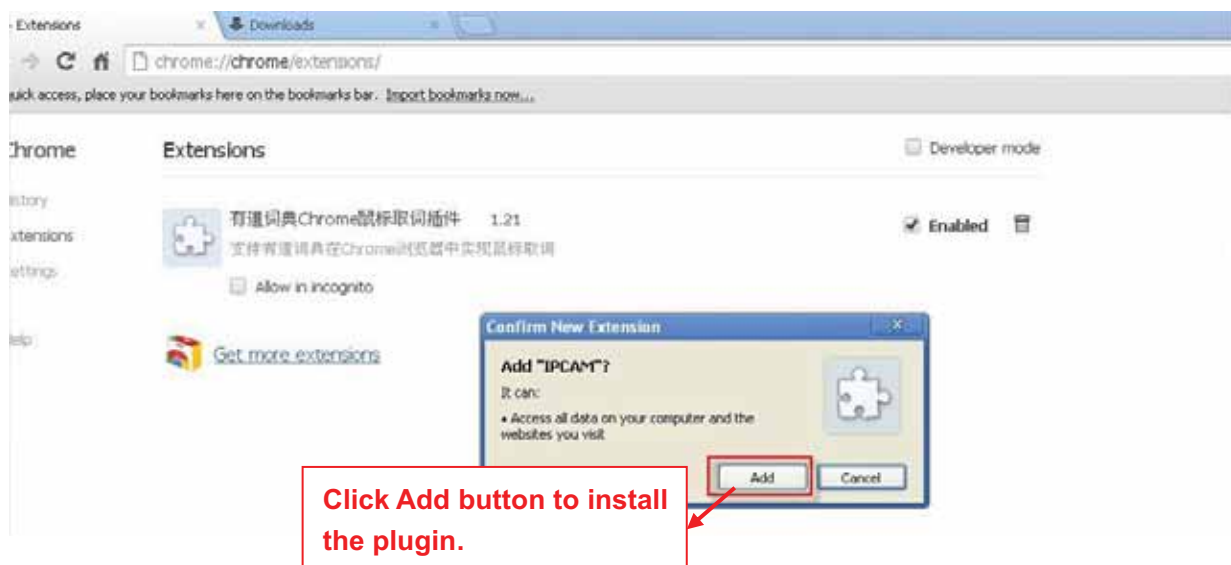 Extensions
Downloads
chrome://chrome/extensions/
quick access, place your bookmarks here on the bookmarks bar. Import bookmarks now...
Chrome
Extensions
Developer mode
istory
有道词典Chrome鼠标取词插件 1.21
Enabled
xtensions
支持有道词典在Chrome浏览器中实现鼠标取词
ettings
Allow in incognito
elp
Get more extensions
Confirm New Extension
Add "IPCAM"?
It can:
• Access all data on your computer and the
websites you visit
Add
Cancel
Click Add button to install
the plugin.